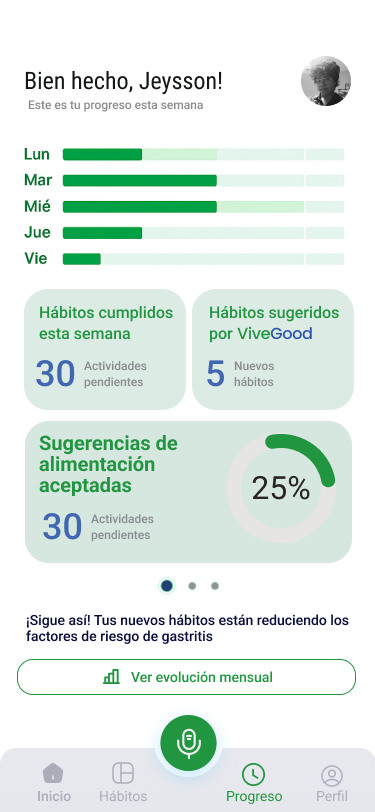 Bien hecho, Jeysson!
Este es tu progreso esta semana
Lun
Mar
Mié
Jue
Vie
Hábitos cumplidos
esta semana
30 Actividades
pendientes
Hábitos sugeridos
por ViveGood
5 Nuevos
hábitos
Sugerencias de
alimentación
aceptadas
30 Actividades
pendientes
25%
¡Sigue así! Tus nuevos hábitos están reduciendo los
factores de riesgo de gastritis
Ver evolución mensual
Inicio
Hábitos
Progreso
Perfil